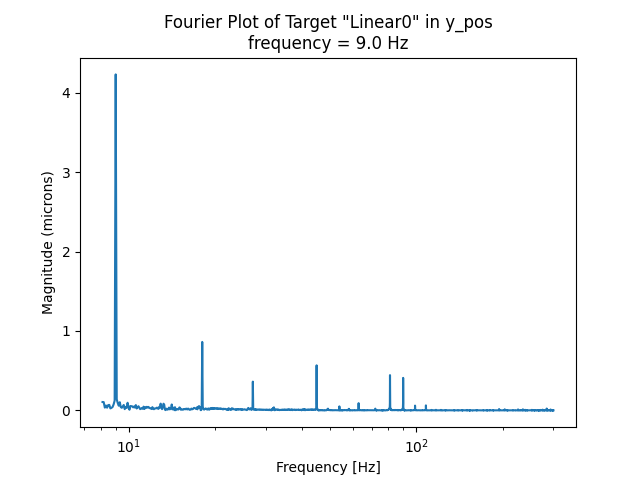 Fourier Plot of Target "Linear0" in y_pos
frequency = 9.0 Hz
Magnitude (microns)
4
3
2
1
0
10¹
10²
Frequency [Hz]